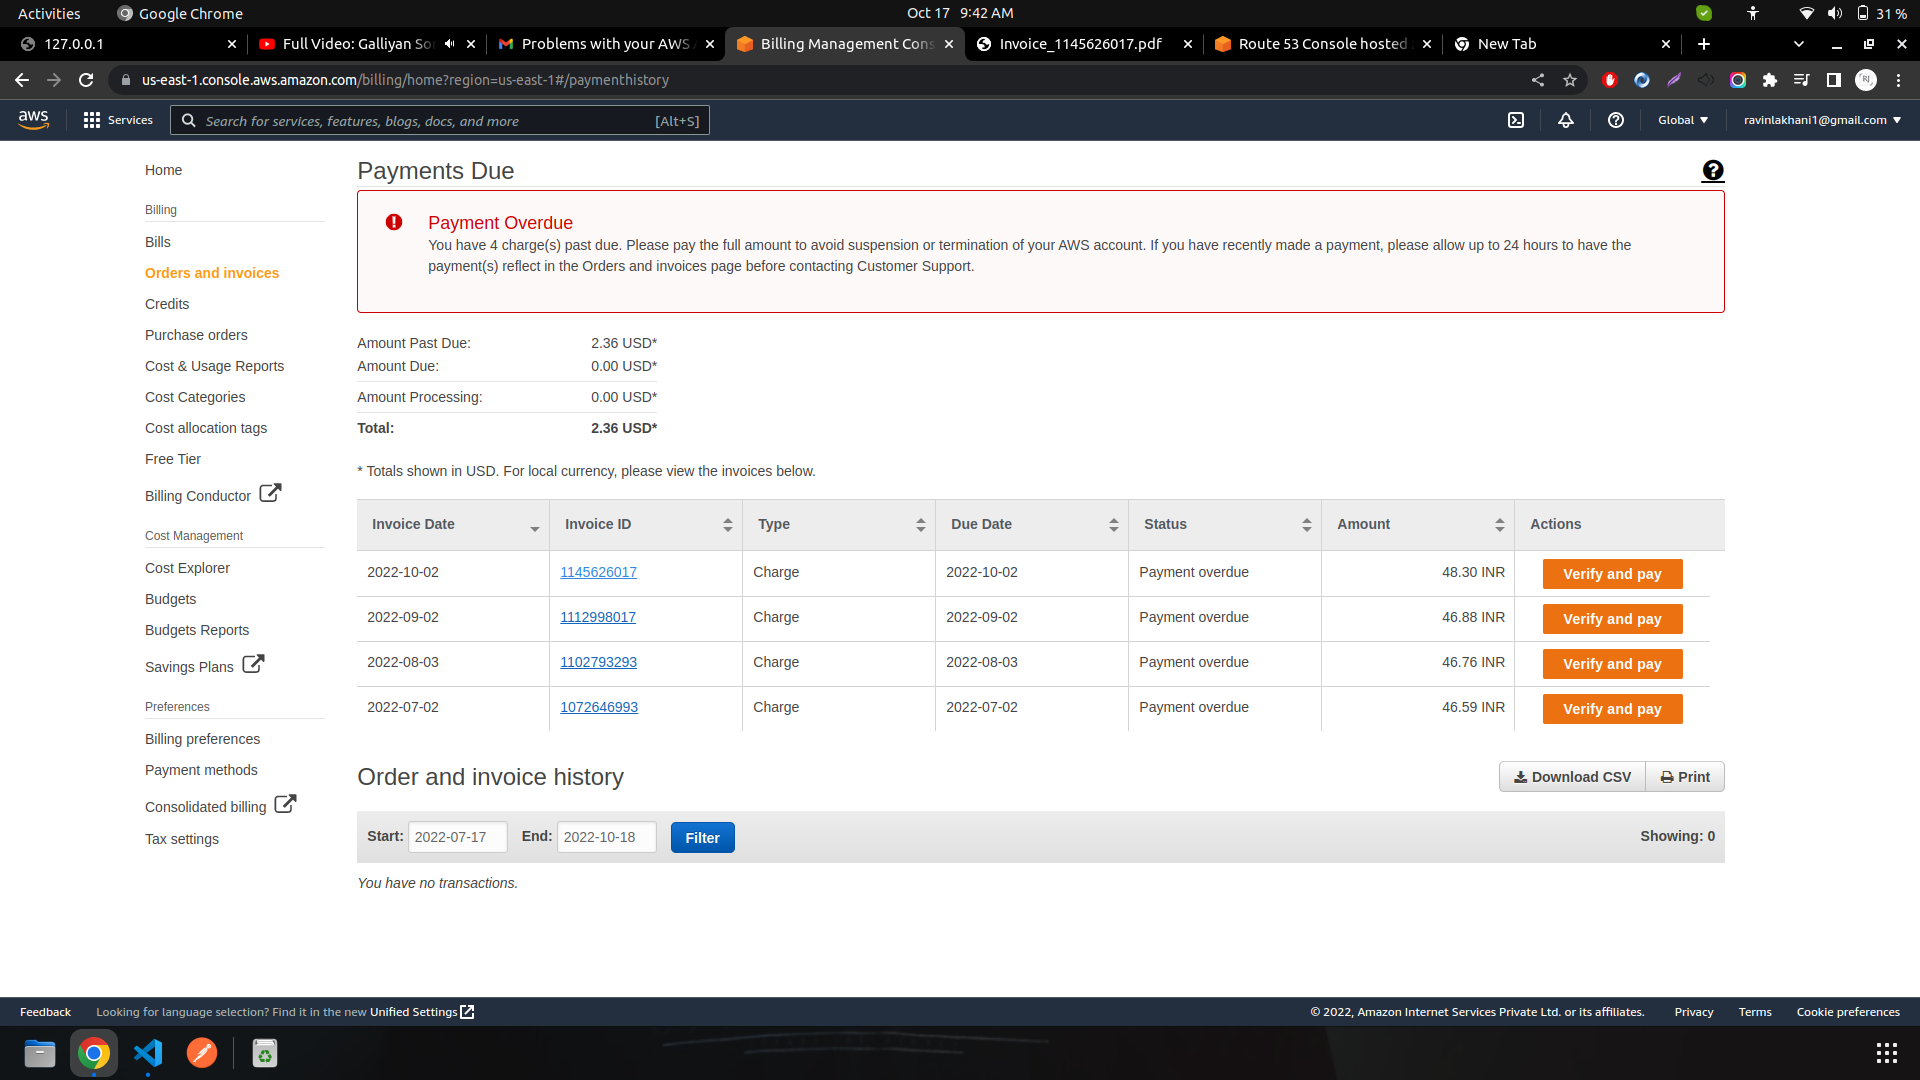 Activities
Google Chrome
Oct 17 9:42 AM
31 %
127.0.0.1
Full Video: Galliyan So
Problems with your AWS
Billing Management Cons
Invoice_1145626017.pdf
Route 53 Console hosted
New Tab
us-east-1.console.aws.amazon.com/billing/home?region=us-east-1#/paymenthistory
aws
Services
Search for services, features, blogs, docs, and more
[Alt+S]
Global
ravinlakhani1@gmail.com
Home
Billing
Bills
Orders and invoices
Credits
Purchase orders
Cost & Usage Reports
Cost Categories
Cost allocation tags
Free Tier
Billing Conductor
Cost Management
Cost Explorer
Budgets
Budgets Reports
Savings Plans
Preferences
Billing preferences
Payment methods
Consolidated billing
Tax settings
Payments Due
Payment Overdue
You have 4 charge(s) past due. Please pay the full amount to avoid suspension or termination of your AWS account. If you have recently made a payment, please allow up to 24 hours to have the
payment(s) reflect in the Orders and invoices page before contacting Customer Support.
Amount Past Due: 2.36 USD*
Amount Due: 0.00 USD*
Amount Processing: 0.00 USD*
Total: 2.36 USD*
* Totals shown in USD. For local currency, please view the invoices below.
Invoice Date Invoice ID Type Due Date Status Amount Actions
2022-10-02 1145626017 Charge 2022-10-02 Payment overdue 48.30 INR Verify and pay
2022-09-02 1112998017 Charge 2022-09-02 Payment overdue 46.88 INR Verify and pay
2022-08-03 1102793293 Charge 2022-08-03 Payment overdue 46.76 INR Verify and pay
2022-07-02 1072646993 Charge 2022-07-02 Payment overdue 46.59 INR Verify and pay
Order and invoice history
Download CSV
Print
Start: 2022-07-17 End: 2022-10-18 Filter
Showing: 0
You have no transactions.
Feedback
Looking for language selection? Find it in the new Unified Settings
© 2022, Amazon Internet Services Private Ltd. or its affiliates.
Privacy
Terms
Cookie preferences